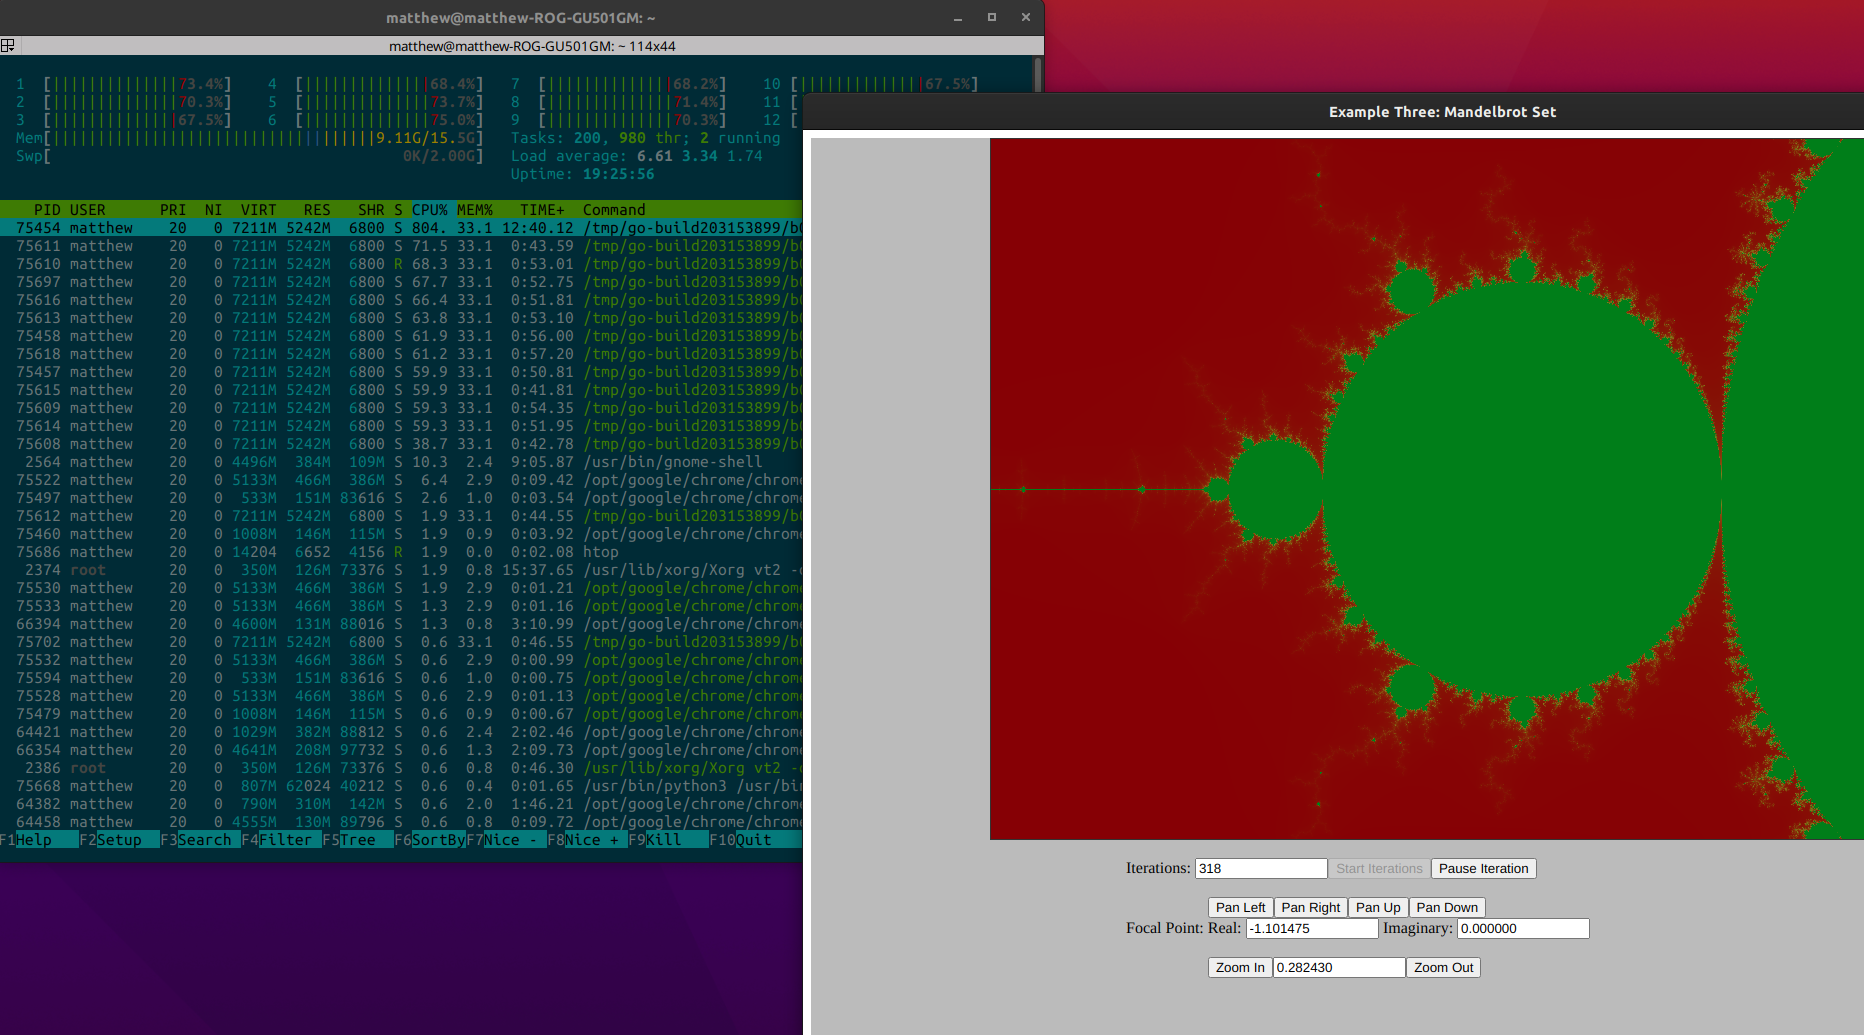 matthew@matthew-ROG-GU501GM: ~
matthew@matthew-ROG-GU501GM: ~ 114x44
1 [||||||||||||||73.4%] 4 [||||||||||||||68.4%] 7 [||||||||||||||68.2%] 10 [||||||||||||||67.5%]
2 [||||||||||||||70.3%] 5 [||||||||||||||73.7%] 8 [||||||||||||||71.4%] 11 [
3 [||||||||||||||67.5%] 6 [||||||||||||||75.0%] 9 [||||||||||||||70.3%] 12 [
Mem[||||||||||||||||||||||||||||||||||||9.11G/15.5G] Tasks: 200, 980 thr; 2 running
Swp[ 0K/2.00G] Load average: 6.61 3.34 1.74
Uptime: 19:25:56
PID USER PRI NI VIRT RES SHR S CPU% MEM% TIME+ Command
75454 matthew 20 0 7211M 5242M 6800 S 804. 33.1 12:40.12 /tmp/go-build203153899/b0
75611 matthew 20 0 7211M 5242M 6800 S 71.5 33.1 0:43.59 /tmp/go-build203153899/b0
75610 matthew 20 0 7211M 5242M 6800 R 68.3 33.1 0:53.01 /tmp/go-build203153899/b0
75697 matthew 20 0 7211M 5242M 6800 S 67.7 33.1 0:52.75 /tmp/go-build203153899/b0
75616 matthew 20 0 7211M 5242M 6800 S 66.4 33.1 0:51.81 /tmp/go-build203153899/b0
75613 matthew 20 0 7211M 5242M 6800 S 63.8 33.1 0:53.10 /tmp/go-build203153899/b0
75458 matthew 20 0 7211M 5242M 6800 S 61.9 33.1 0:56.00 /tmp/go-build203153899/b0
75618 matthew 20 0 7211M 5242M 6800 S 61.2 33.1 0:57.20 /tmp/go-build203153899/b0
75457 matthew 20 0 7211M 5242M 6800 S 59.9 33.1 0:50.81 /tmp/go-build203153899/b0
75615 matthew 20 0 7211M 5242M 6800 S 59.9 33.1 0:41.81 /tmp/go-build203153899/b0
75609 matthew 20 0 7211M 5242M 6800 S 59.3 33.1 0:54.35 /tmp/go-build203153899/b0
75614 matthew 20 0 7211M 5242M 6800 S 59.3 33.1 0:51.95 /tmp/go-build203153899/b0
75608 matthew 20 0 7211M 5242M 6800 S 38.7 33.1 0:42.78 /tmp/go-build203153899/b0
2564 matthew 20 0 4496M 384M 109M S 10.3 2.4 9:05.87 /usr/bin/gnome-shell
75522 matthew 20 0 5133M 466M 386M S 6.4 2.9 0:09.42 /opt/google/chrome/chrome
75497 matthew 20 0 533M 151M 83616 S 2.6 1.0 0:03.54 /opt/google/chrome/chrome
75612 matthew 20 0 7211M 5242M 6800 S 1.9 33.1 0:44.55 /tmp/go-build203153899/b0
75460 matthew 20 0 1008M 146M 115M S 1.9 0.9 0:03.92 /opt/google/chrome/chrome
75686 matthew 20 0 14204 6652 4156 R 1.9 0.0 0:02.08 htop
2374 root 20 0 350M 126M 73376 S 1.9 0.8 15:37.65 /usr/lib/xorg/Xorg vt2 -
75530 matthew 20 0 5133M 466M 386M S 1.9 2.9 0:01.21 /opt/google/chrome/chrome
75533 matthew 20 0 5133M 466M 386M S 1.3 2.9 0:01.16 /opt/google/chrome/chrome
66394 matthew 20 0 4600M 131M 88016 S 1.3 0.8 3:10.99 /opt/google/chrome/chrome
75702 matthew 20 0 7211M 5242M 6800 S 0.6 33.1 0:46.55 /tmp/go-build203153899/b0
75532 matthew 20 0 5133M 466M 386M S 0.6 2.9 0:00.99 /opt/google/chrome/chrome
75594 matthew 20 0 533M 151M 83616 S 0.6 1.0 0:00.75 /opt/google/chrome/chrome
75528 matthew 20 0 5133M 466M 386M S 0.6 2.9 0:01.13 /opt/google/chrome/chrome
75479 matthew 20 0 1008M 146M 115M S 0.6 0.9 0:00.67 /opt/google/chrome/chrome
64421 matthew 20 0 1029M 382M 88812 S 0.6 2.4 2:02.46 /opt/google/chrome/chrome
66354 matthew 20 0 4641M 208M 97732 S 0.6 1.3 2:09.73 /opt/google/chrome/chrome
2386 root 20 0 350M 126M 73376 S 0.6 0.8 0:46.30 /usr/lib/xorg/Xorg vt2 -
75668 matthew 20 0 807M 62024 40212 S 0.6 0.4 0:01.65 /usr/bin/python3 /usr/bi
64382 matthew 20 0 790M 310M 142M S 0.6 2.0 1:46.21 /opt/google/chrome/chrome
64458 matthew 20 0 4555M 130M 89796 S 0.6 0.8 0:09.72 /opt/google/chrome/chrome
F1Help F2Setup F3Search F4Filter F5Tree F6SortBy F7Nice - F8Nice + F9Kill F10Quit
Example Three: Mandelbrot Set
Iterations: 318 Start Iterations Pause Iteration
Pan Left Pan Right Pan Up Pan Down
Focal Point: Real: -1.101475 Imaginary: 0.000000
Zoom In 0.282430 Zoom Out